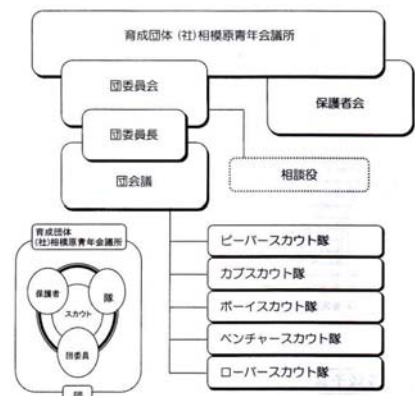 育成団体 (社)相模原青年会議所
団委員会
保護者会
団委員長
団会議
相談役
ビーバースカウト隊
カブスカウト隊
ボーイスカウト隊
ベンチャースカウト隊
ローバースカウト隊
育成団体
(社)相模原青年会議所
保護者
隊
スカウト
団委員
団